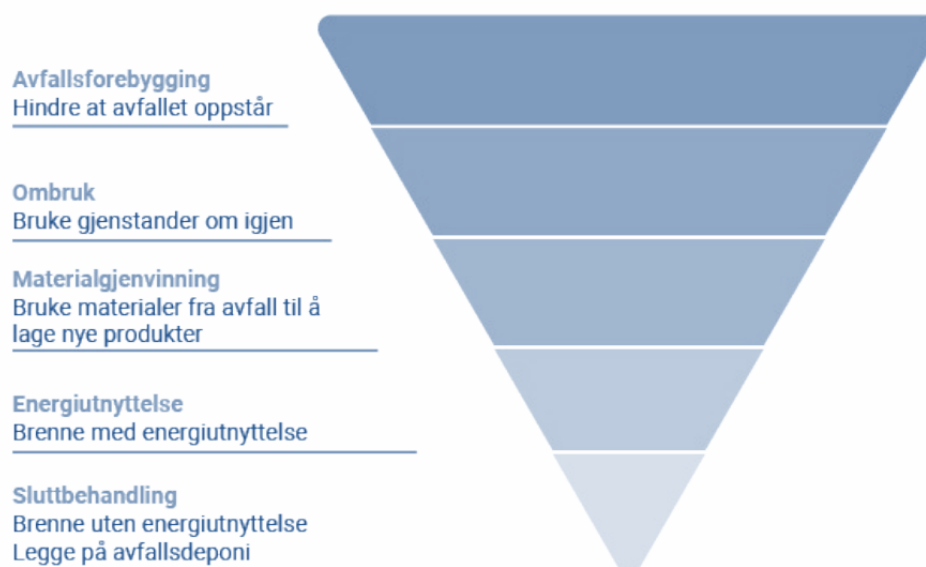 Avfallsforebygging
Hindre at avfallet oppstår
Ombruk
Bruke gjenstander om igjen
Materialgjenvinning
Bruke materialer fra avfall til å
lage nye produkter
Energiutnyttelse
Brenne med energiutnyttelse
Sluttbehandling
Brenne uten energiutnyttelse
Legge på avfallsdeponi